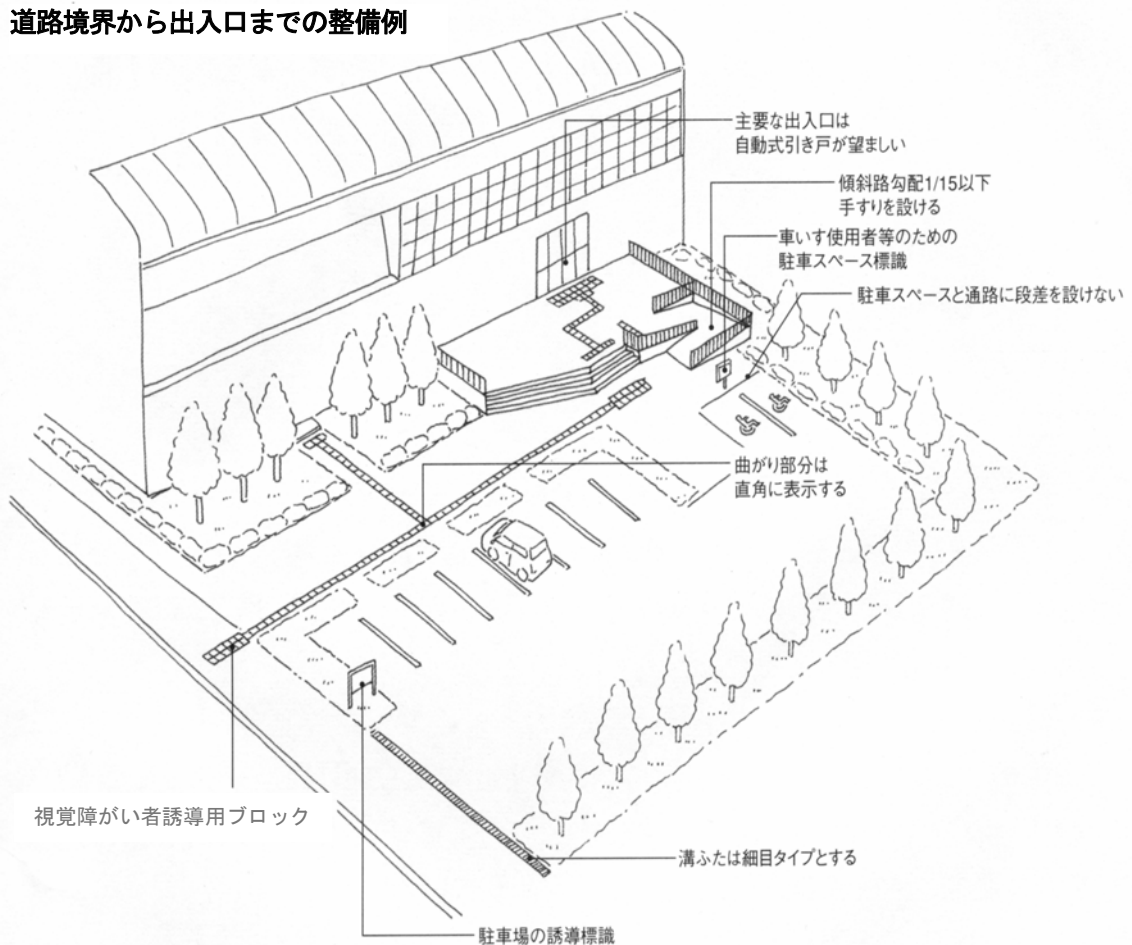 道路境界から出入口までの整備例
主要な出入口は
自動式引き戸が望ましい
傾斜路勾配1/15以下
手すりを設ける
車いす使用者等のための
駐車スペース標識
駐車スペースと通路に段差を設けない
曲がり部分は
直角に表示する
視覚障がい者誘導用ブロック
溝ふたは細目タイプとする
駐車場の誘導標識